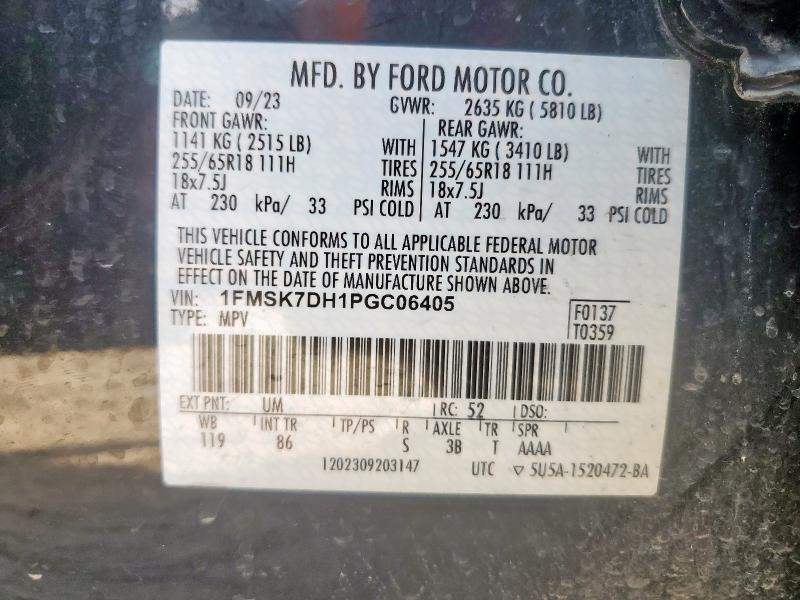 MFD. BY FORD MOTOR CO.
DATE: 09/23 GVWR: 2635 KG ( 5810 LB)
FRONT GAWR: REAR GAWR:
1141 KG ( 2515 LB) WITH 1547 KG ( 3410 LB) WITH
255/65R18 111H TIRES 255/65R18 111H TIRES
18x7.5J RIMS 18x7.5J RIMS
AT 230 kPa/ 33 PSI COLD AT 230 kPa/ 33 PSI COLD
THIS VEHICLE CONFORMS TO ALL APPLICABLE FEDERAL MOTOR
VEHICLE SAFETY AND THEFT PREVENTION STANDARDS IN
EFFECT ON THE DATE OF MANUFACTURE SHOWN ABOVE.
VIN: 1FMSK7DH1PGC06405 F0137
TYPE: MPV T0359
EXT PNT: UM RC: 52 DSO:
WB INT TR TP/PS R AXLE TR SPR
119 86 S 3B T AAAA
1202309203147 UTC ▽ 5U5A-1520472-BA